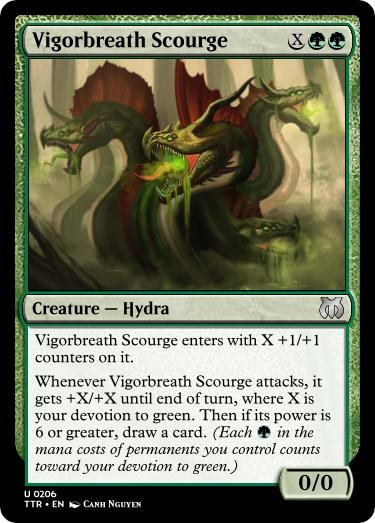 Vigorbreath Scourge X
Creature — Hydra
Vigorbreath Scourge enters with X +1/+1
counters on it.
Whenever Vigorbreath Scourge attacks, it
gets +X/+X until end of turn, where X is
your devotion to green. Then if its power is
6 or greater, draw a card. (Each in the
mana costs of permanents you control counts
toward your devotion to green.)
0/0
U 0206
TTR • EN Canh Nguyen